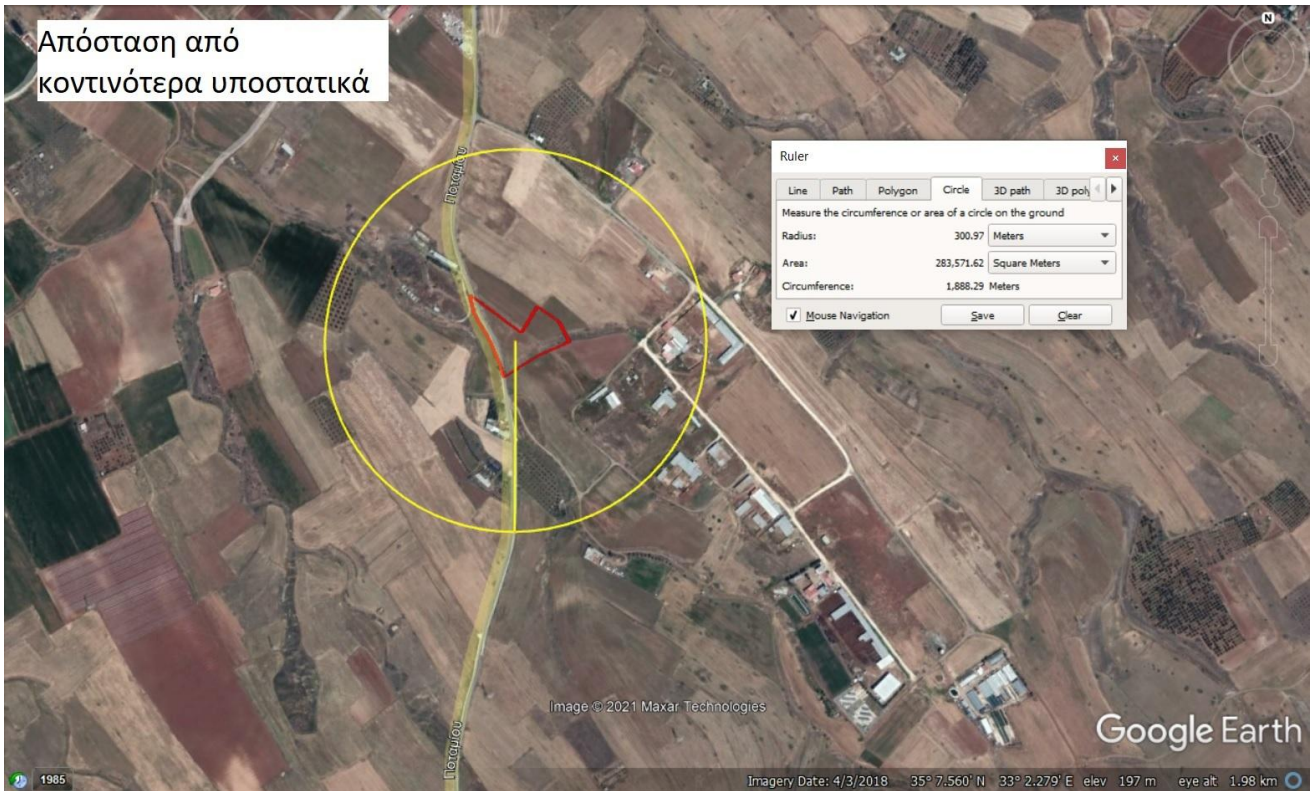 Απόσταση από
κοντινότερα υποστατικά
N
Ποταμίου
Ruler
Line Path Polygon Circle 3D path
Measure the circumference or area of a circle on the ground
Radius: 300.97 Meters
Area: 283,571.62 Square Meters
Circumference: 1,888.29 Meters
Mouse Navigation Save Clear
Ποταμίου
Image © 2021 Maxar Technologies
Google Earth
1985
Imagery Date: 4/3/2018 35° 7.560' N 33° 2.279' E elev 197 m eye alt 1.98 km